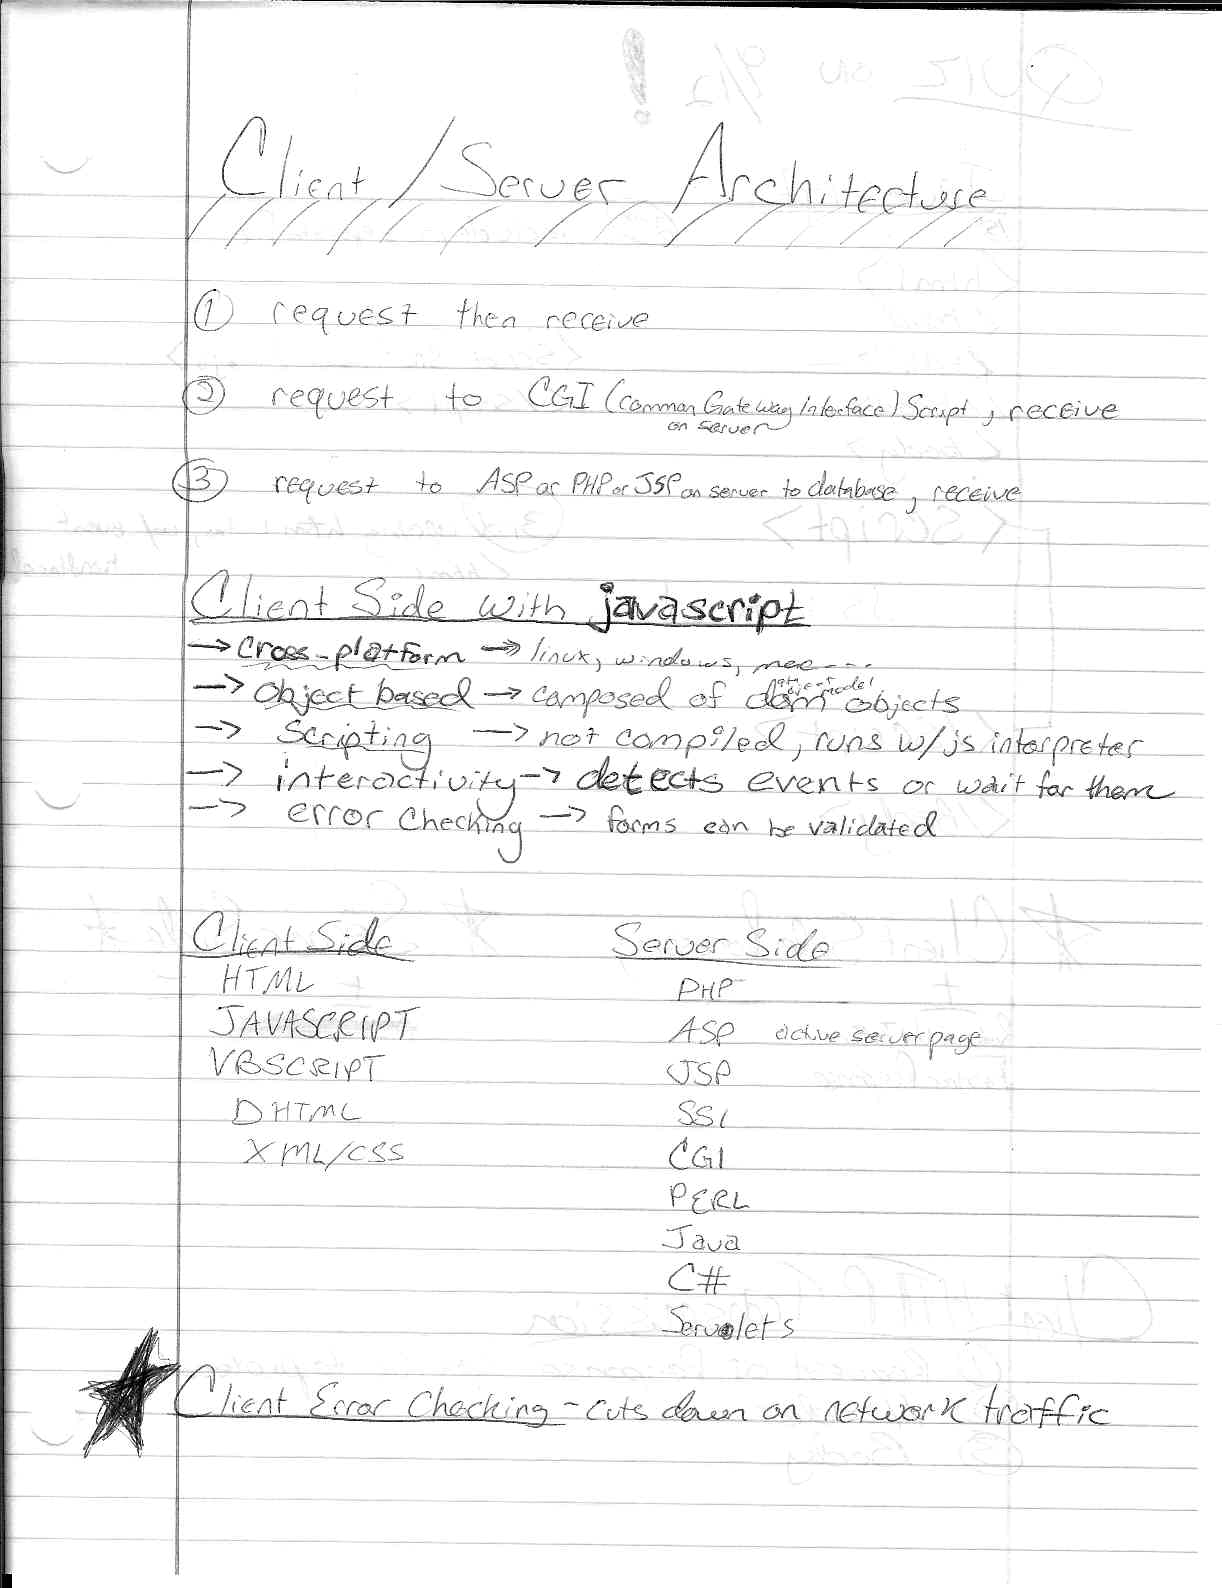 Client / Server Architecture
① request then receive
② request to CGI (common Gateway interface) Script, receive
on server
③ request to ASP or PHP or JSP on server to database, receive
Client Side with javascript
→ cross-platform → linux, windows, mac....
→ object based → composed of dom objects
→ Scripting → not compiled, runs w/ js interpreter
→ interactivity → detects events or wait for them
→ error checking → forms can be validated
Client Side Server Side
HTML PHP
JAVASCRIPT ASP active server page
VBSCRIPT JSP
DHTML SSI
XML/CSS CGI
PERL
Java
C#
Servlets
Client Error Checking - cuts down on network traffic